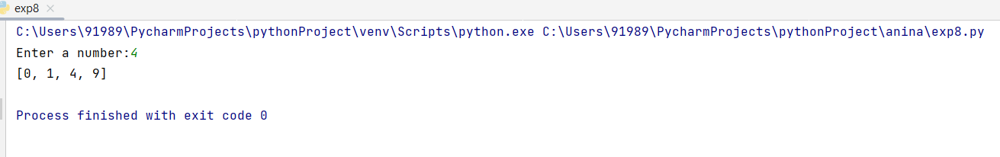 exp8
C:\Users\91989\PycharmProjects\pythonProject\venv\Scripts\python.exe C:\Users\91989\PycharmProjects\pythonProject\anina\exp8.py
Enter a number:4
[0, 1, 4, 9]
Process finished with exit code 0